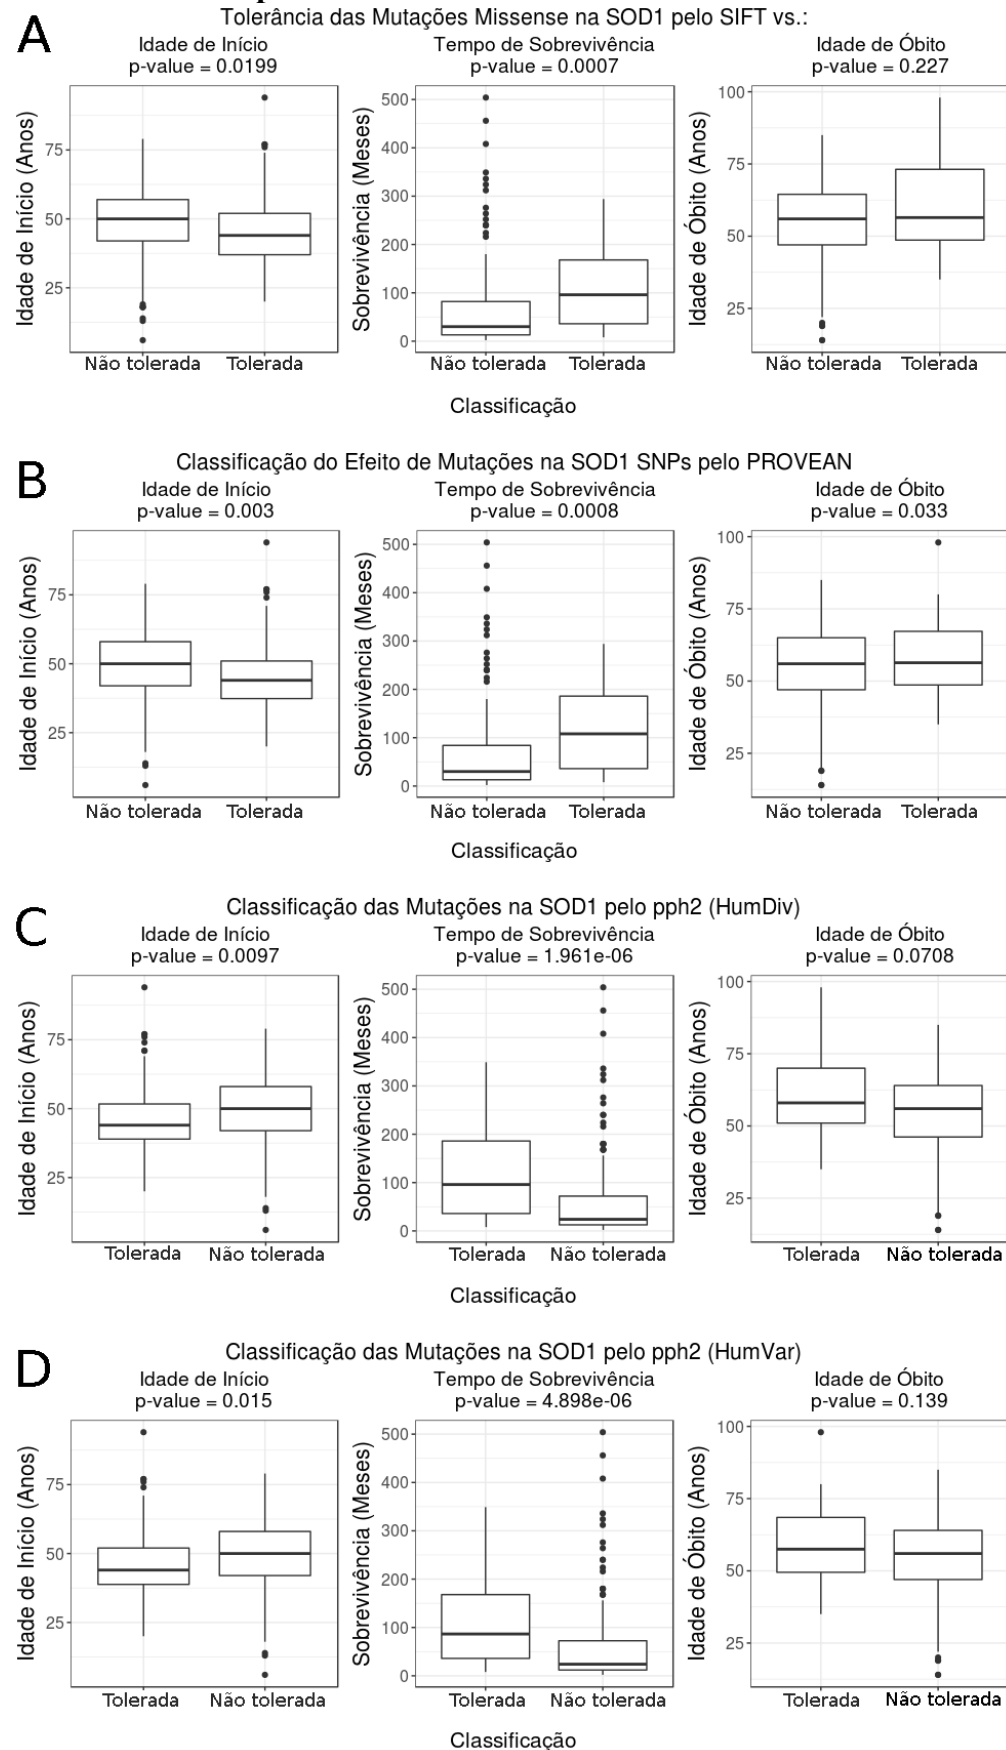 A
Tolerância das Mutações Missense na SOD1 pelo SIFT vs.:
Idade de Início
p-value = 0.0199
Tempo de Sobrevivência
p-value = 0.0007
Idade de Óbito
p-value = 0.227
Idade de Início (Anos)
75
50
25
Não tolerada
Tolerada
Sobrevivência (Meses)
500
400
300
200
100
0
Não tolerada
Tolerada
Idade de Óbito (Anos)
100
75
50
25
Não tolerada
Tolerada
Classificação
B
Classificação do Efeito de Mutações na SOD1 SNPs pelo PROVEAN
Idade de Início
p-value = 0.003
Tempo de Sobrevivência
p-value = 0.0008
Idade de Óbito
p-value = 0.033
Idade de Início (Anos)
75
50
25
Não tolerada
Tolerada
Sobrevivência (Meses)
500
400
300
200
100
0
Não tolerada
Tolerada
Idade de Óbito (Anos)
100
75
50
25
Não tolerada
Tolerada
Classificação
C
Classificação das Mutações na SOD1 pelo pph2 (HumDiv)
Idade de Início
p-value = 0.0097
Tempo de Sobrevivência
p-value = 1.961e-06
Idade de Óbito
p-value = 0.0708
Idade de Início (Anos)
75
50
25
Tolerada
Não tolerada
Sobrevivência (Meses)
500
400
300
200
100
0
Tolerada
Não tolerada
Idade de Óbito (Anos)
100
75
50
25
Tolerada
Não tolerada
Classificação
D
Classificação das Mutações na SOD1 pelo pph2 (HumVar)
Idade de Início
p-value = 0.015
Tempo de Sobrevivência
p-value = 4.898e-06
Idade de Óbito
p-value = 0.139
Idade de Início (Anos)
75
50
25
Tolerada
Não tolerada
Sobrevivência (Meses)
500
400
300
200
100
0
Tolerada
Não tolerada
Idade de Óbito (Anos)
100
75
50
25
Tolerada
Não tolerada
Classificação